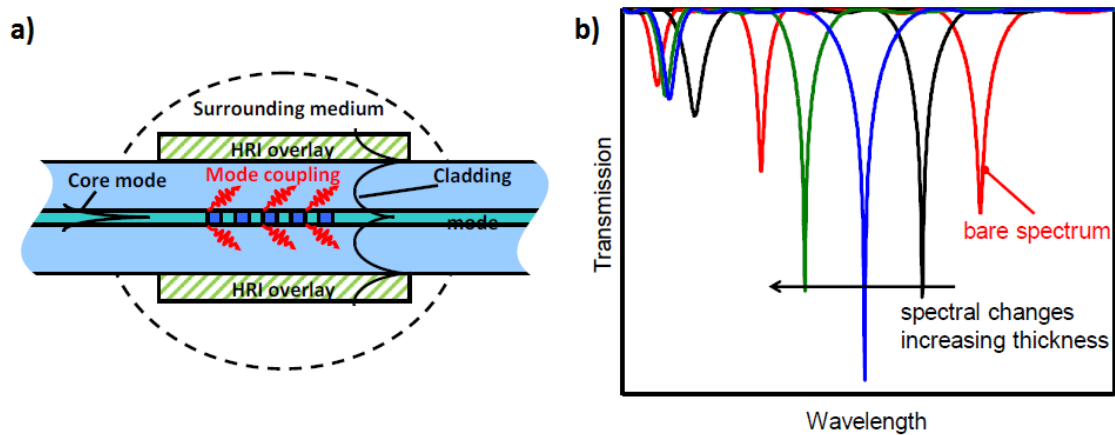 a)
Surrounding medium
HRI overlay
Core mode
Mode coupling
Cladding
mode
HRI overlay
b)
Transmission
bare spectrum
spectral changes
increasing thickness
Wavelength